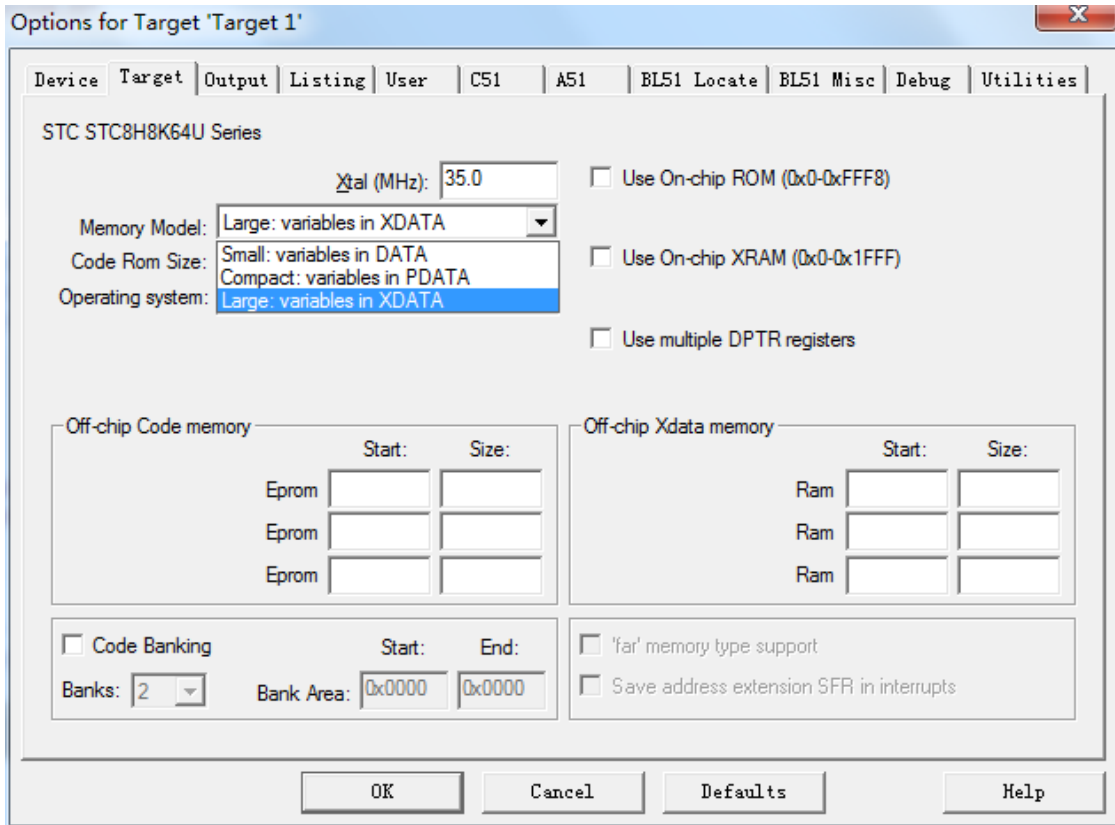 Options for Target 'Target 1'
X
Device Target Output Listing User C51 A51 BL51 Locate BL51 Misc Debug Utilities
STC STC8H8K64U Series
Xtal (MHz): 35.0
Use On-chip ROM (0x0-0xFFF8)
Memory Model: Large: variables in XDATA
Small: variables in DATA
Code Rom Size:
Use On-chip XRAM (0x0-0x1FFF)
Compact: variables in PDATA
Operating system:
Large: variables in XDATA
Use multiple DPTR registers
Off-chip Code memory
Start: Size:
Eprom
Eprom
Eprom
Off-chip Xdata memory
Start: Size:
Ram
Ram
Ram
Code Banking Start: End:
Banks: 2 Bank Area: 0x0000 0x0000
'far' memory type support
Save address extension SFR in interrupts
OK Cancel Defaults Help